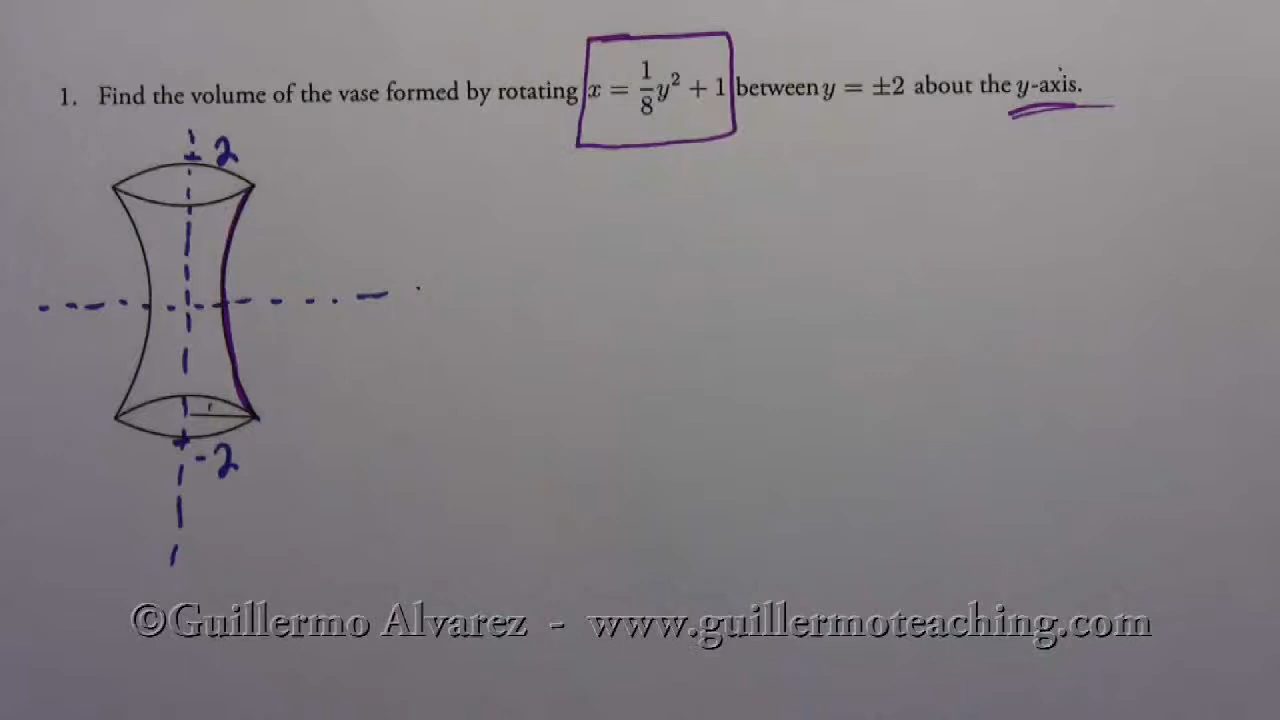 1. Find the volume of the vase formed by rotating x = 1/8 y² + 1 between y = ±2 about the y-axis.
2
r
-2
©Guillermo Alvarez - www.guillermoteaching.com